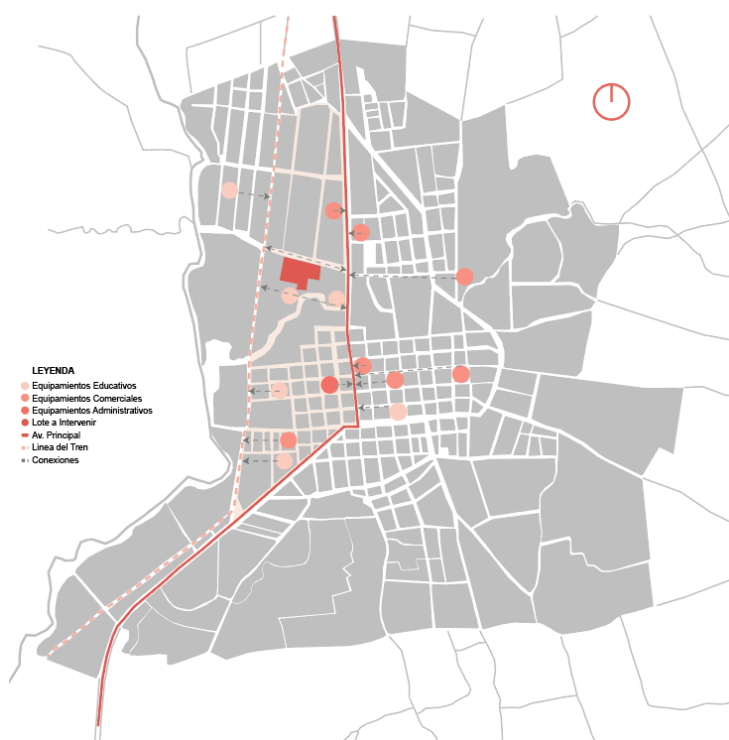 LEYENDA
Equipamientos Educativos
Equipamientos Comerciales
Equipamientos Administrativos
Lote a Intervenir
Av. Principal
Linea del Tren
Conexiones